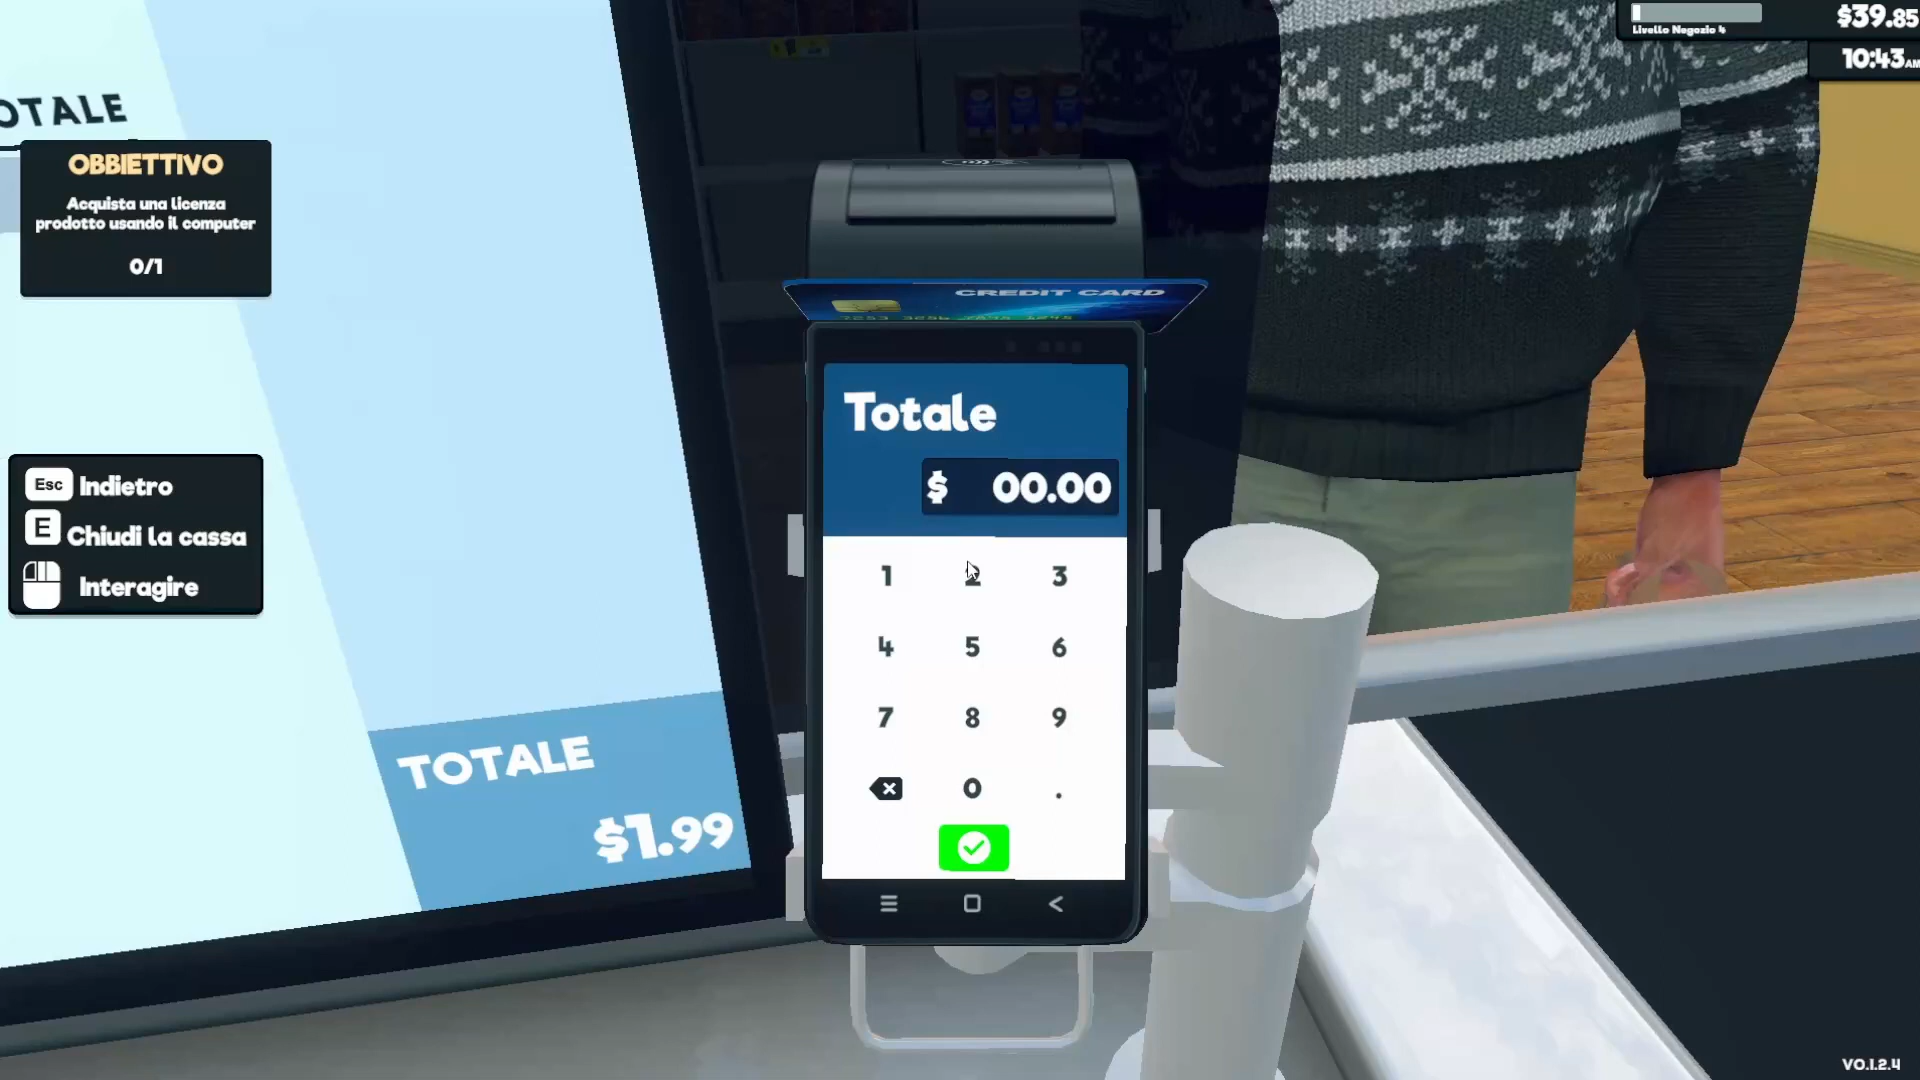 OTALE
OBBIETTIVO
Acquista una licenza
prodotto usando il computer
0/1
Esc Indietro
E Chiudi la cassa
Interagire
TOTALE
$1.99
CREDIT CARD
Totale
$ 00.00
1 2 3
4 5 6
7 8 9
0 .
Livello Negozio 4
$39.85
10:43AM
V0.1.2.4